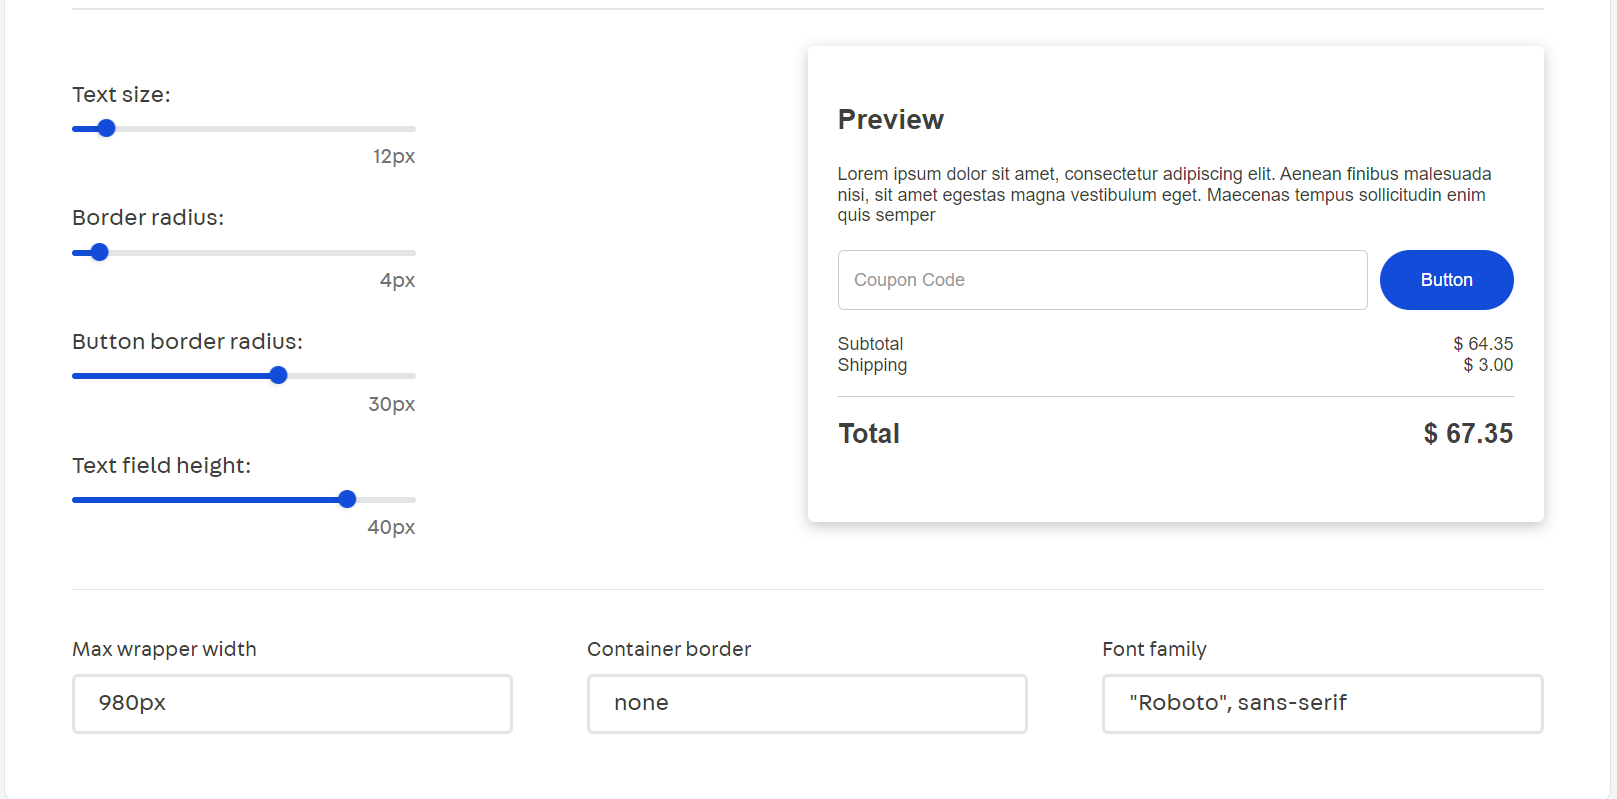 Text size:
12px
Border radius:
4px
Button border radius:
30px
Text field height:
40px
Preview
Lorem ipsum dolor sit amet, consectetur adipiscing elit. Aenean finibus malesuada
nisi, sit amet egestas magna vestibulum eget. Maecenas tempus sollicitudin enim
quis semper
Coupon Code Button
Subtotal $ 64.35
Shipping $ 3.00
Total $ 67.35
Max wrapper width Container border Font family
980px none "Roboto", sans-serif